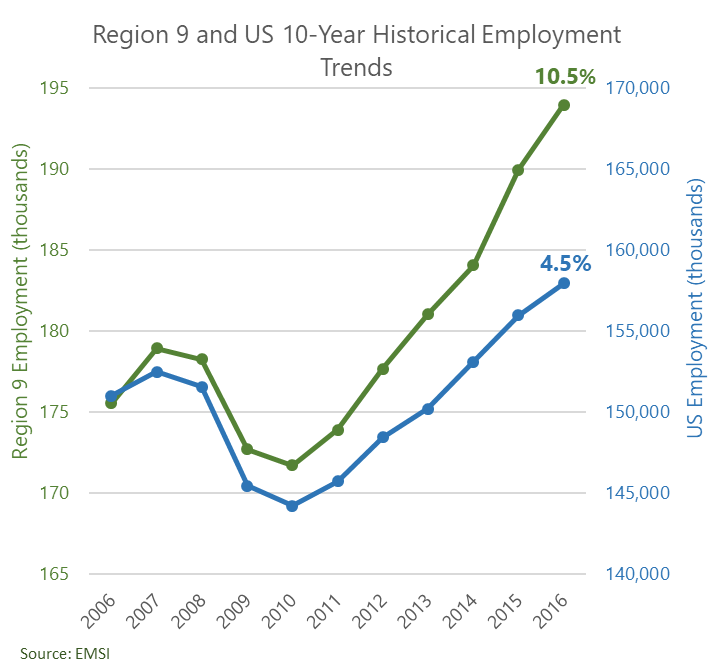 Region 9 and US 10-Year Historical Employment
Trends
10.5%
4.5%
Region 9 Employment (thousands)
195
190
185
180
175
170
165
US Employment (thousands)
170,000
165,000
160,000
155,000
150,000
145,000
140,000
2006 2007 2008 2009 2010 2011 2012 2013 2014 2015 2016
Source: EMSI